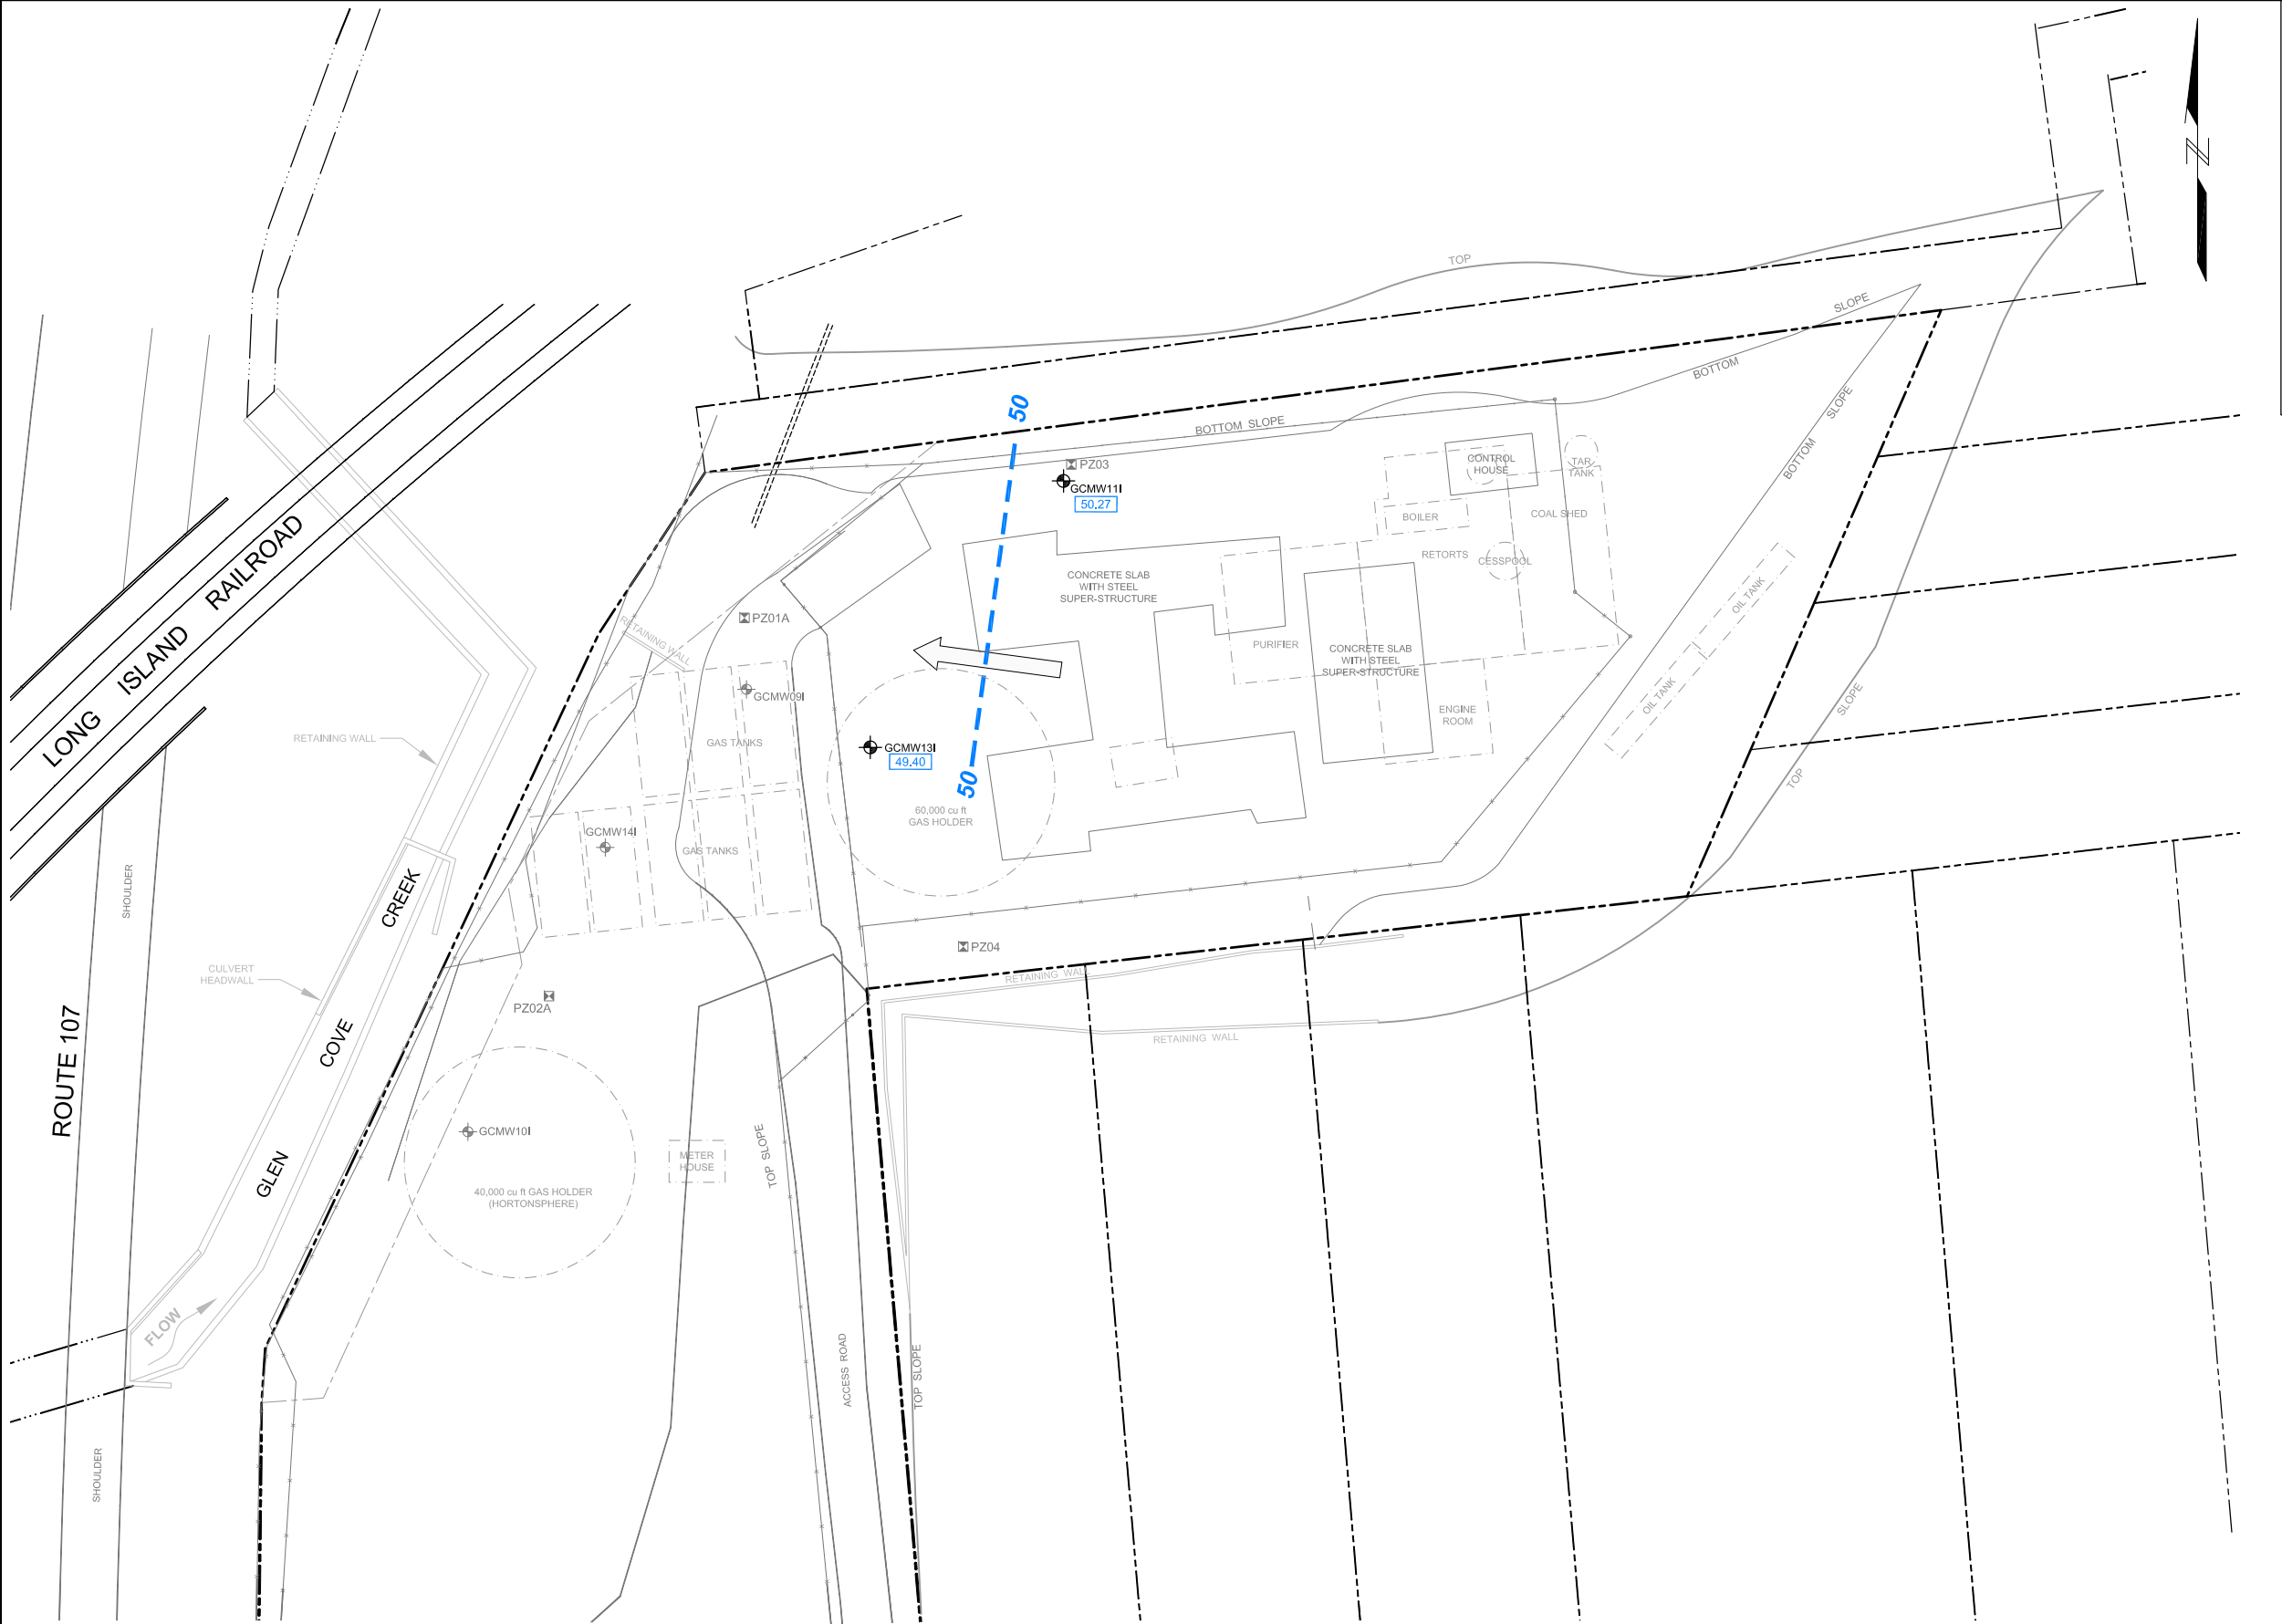 TOP
SLOPE
BOTTOM
50
BOTTOM SLOPE
SLOPE
BOTTOM
PZ03
GCMW11I
50.27
CONTROL
HOUSE
TAR
TANK
BOILER
COAL SHED
RETORTS
CESSPOOL
CONCRETE SLAB
WITH STEEL
SUPER-STRUCTURE
LONG ISLAND RAILROAD
PZ01A
RETAINING WALL
OIL TANK
PURIFIER
CONCRETE SLAB
WITH STEEL
SUPER-STRUCTURE
GCMW09I
OIL TANK
SLOPE
ENGINE
ROOM
RETAINING WALL
GAS TANKS
GCMW13I
49.40
50
TOP
60,000 cu ft
GAS HOLDER
GCMW14I
GAS TANKS
SHOULDER
GLEN COVE CREEK
PZ04
CULVERT
HEADWALL
RETAINING WALL
PZ02A
RETAINING WALL
ROUTE 107
GCMW10I
TOP SLOPE
METER
HOUSE
40,000 cu ft GAS HOLDER
(HORTONSPHERE)
FLOW
ACCESS ROAD
TOP SLOPE
SHOULDER
N